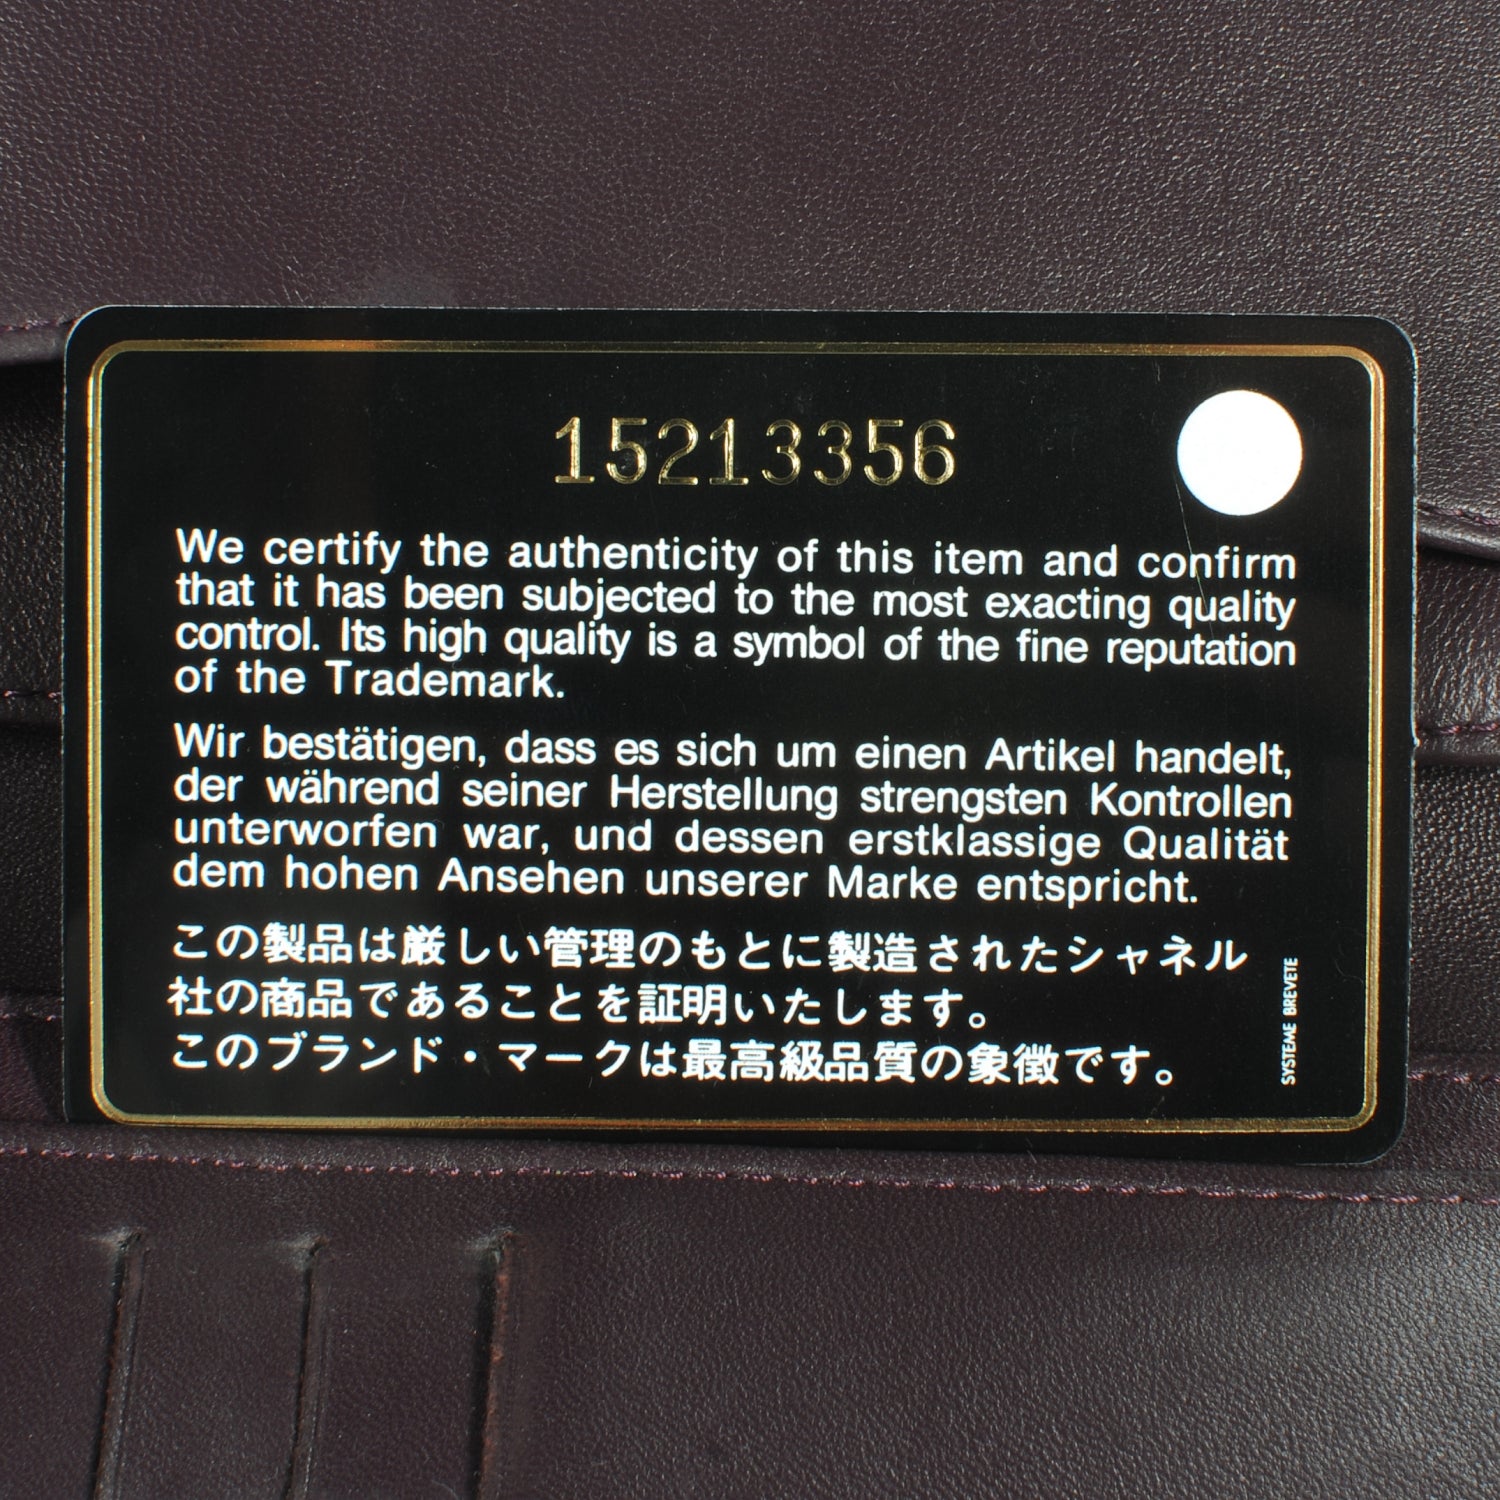 15213356
We certify the authenticity of this item and confirm
that it has been subjected to the most exacting quality
control. Its high quality is a symbol of the fine reputation
of the Trademark.
Wir bestätigen, dass es sich um einen Artikel handelt,
der während seiner Herstellung strengsten Kontrollen
unterworfen war, und dessen erstklassige Qualität
dem hohen Ansehen unserer Marke entspricht.
この製品は厳しい管理のもとに製造されたシャネル
社の商品であることを証明いたします。
このブランド・マークは最高級品質の象徴です。
SYSTEME BREVETE